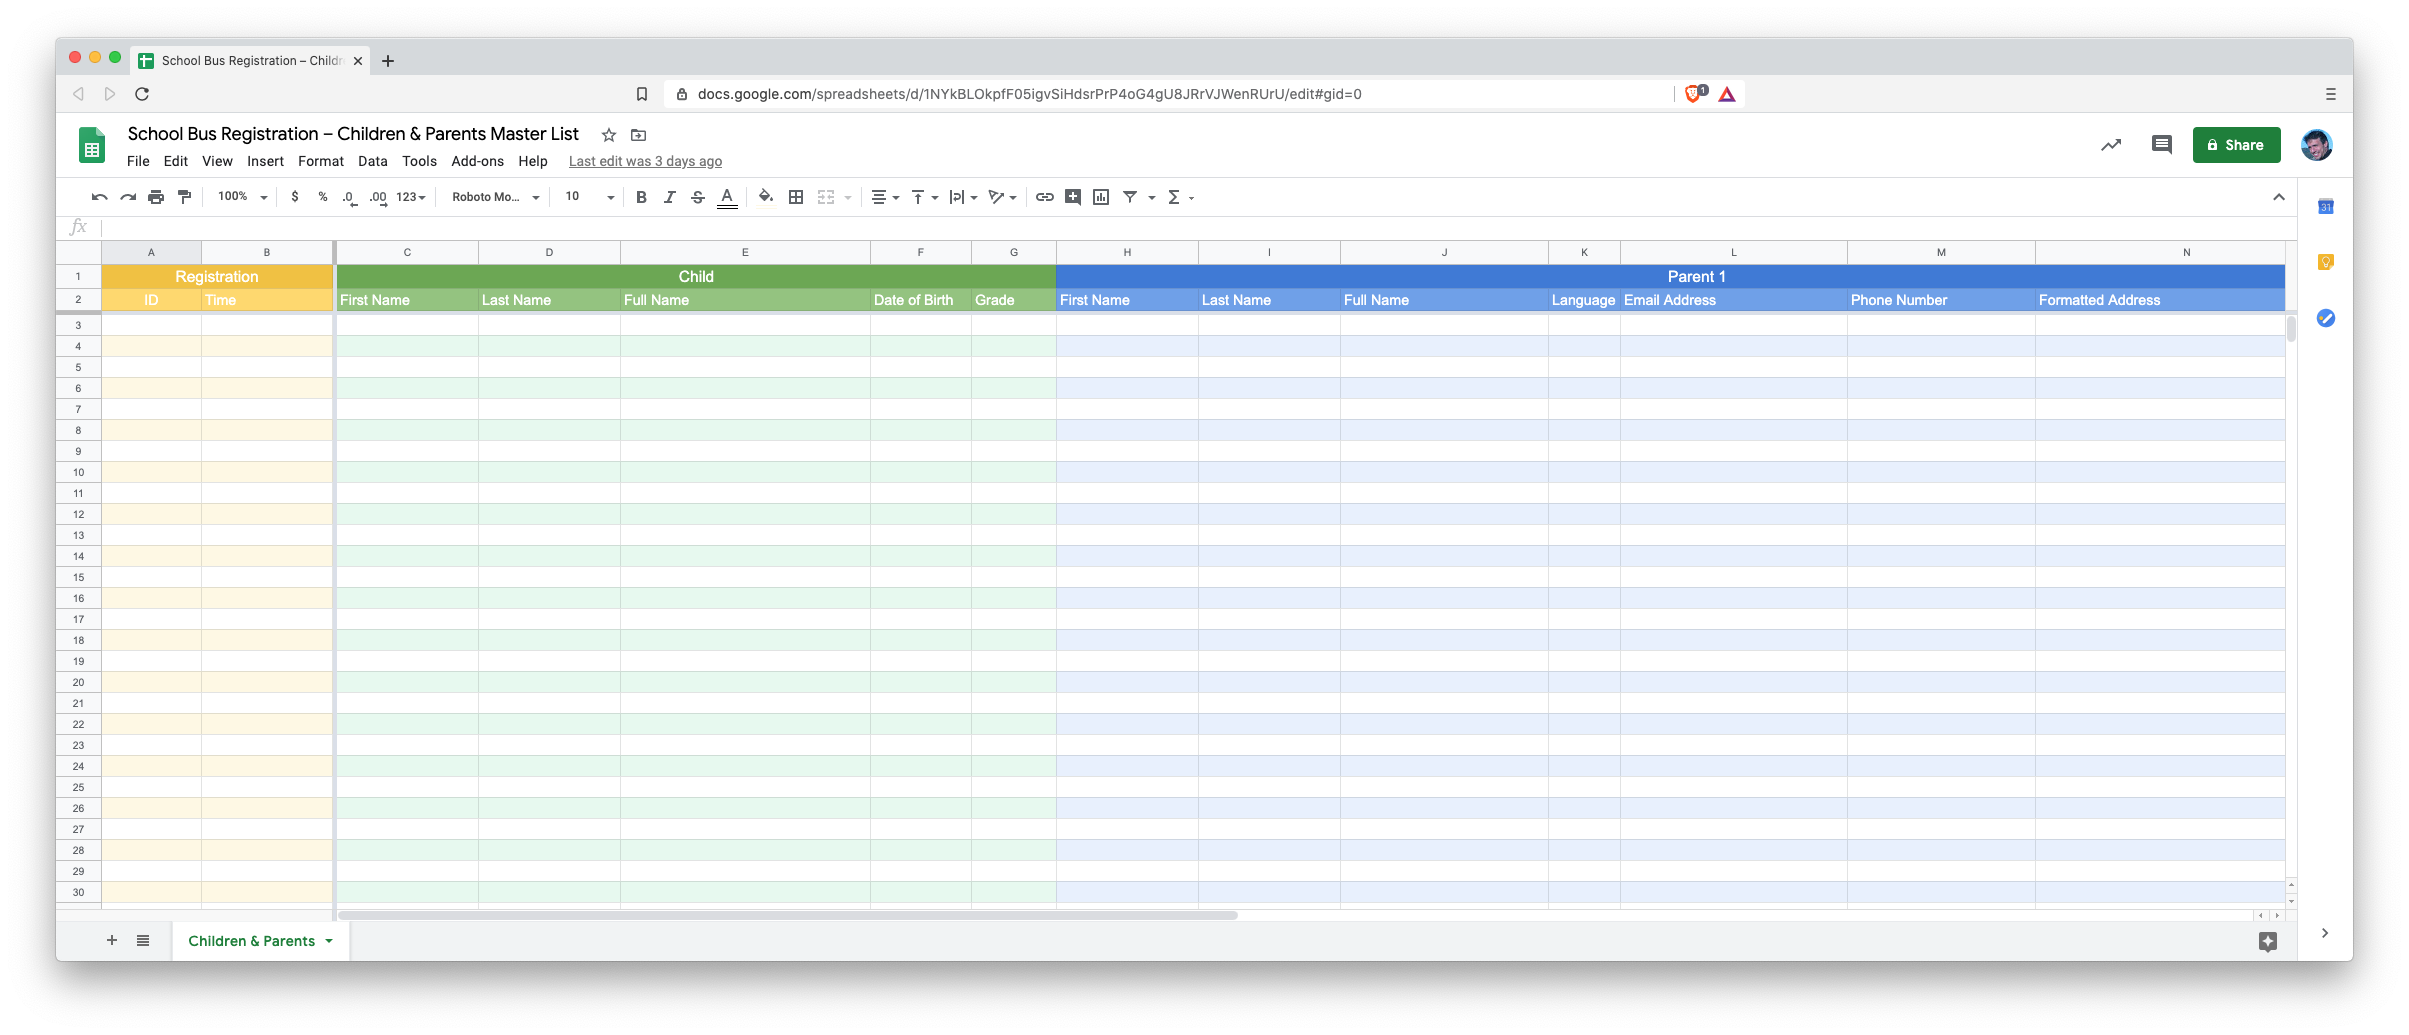 School Bus Registration – Childr
docs.google.com/spreadsheets/d/1NYkBLOkpfF05igvSiHdsrPrP4oG4gU8JRrVJWenRUrU/edit#gid=0
1
School Bus Registration – Children & Parents Master List
File Edit View Insert Format Data Tools Add-ons Help Last edit was 3 days ago
Share
100% $ % .0 .00 123 Roboto Mo... 10 B I S A Σ
31
fx
A B C D E F G H I J K L M N
1 Registration Child Parent 1
2 ID Time First Name Last Name Full Name Date of Birth Grade First Name Last Name Full Name Language Email Address Phone Number Formatted Address
3
4
5
6
7
8
9
10
11
12
13
14
15
16
17
18
19
20
21
22
23
24
25
26
27
28
29
30
Children & Parents